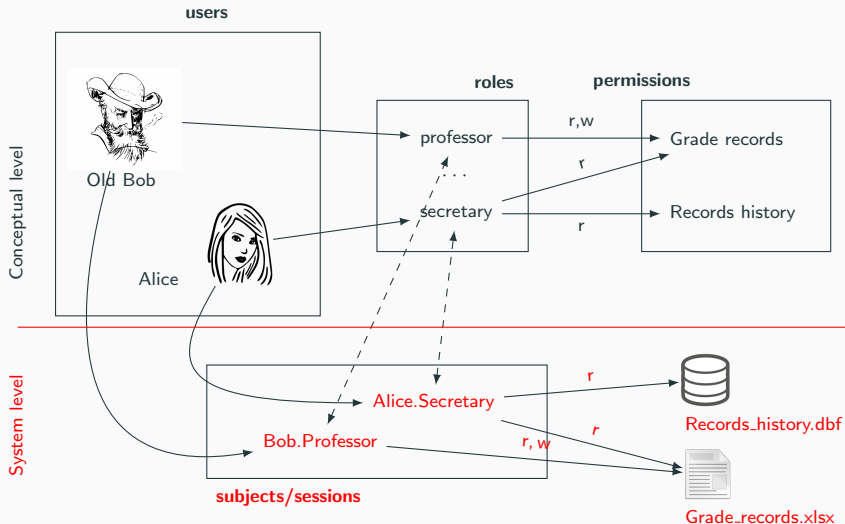 users
roles
permissions
professor
r,w
Grade records
. . .
r
Old Bob
secretary
r
Records history
Alice
Conceptual level
System level
Alice.Secretary
r
Records_history.dbf
Bob.Professor
r, w
r
subjects/sessions
Grade_records.xlsx